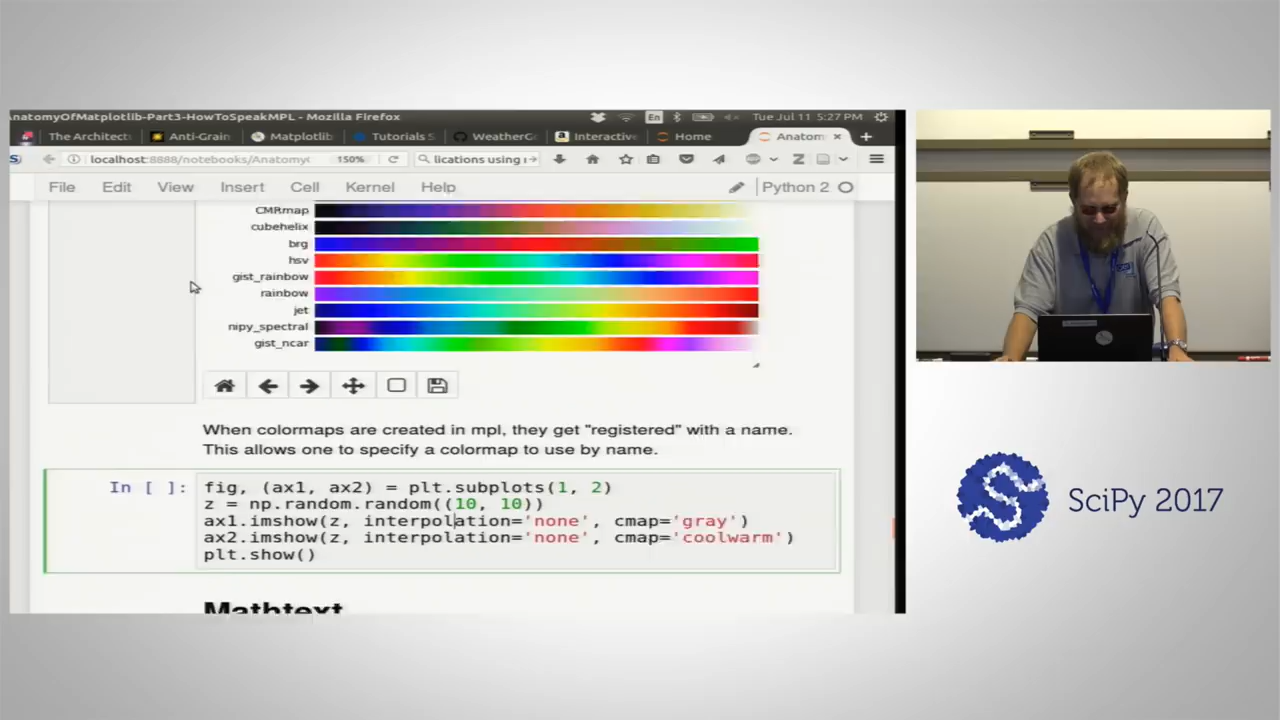 AnatomyOfMatplotlib-Part3-HowToSpeakMPL - Mozilla Firefox
En
Tue Jul 11 5:27 PM
The Architect
Anti-Grain
Matplotlib
Tutorials S
WeatherGe
Interactive
Home
Anatom
localhost:8888/notebooks/Anatomy
150%
lications using
File Edit View Insert Cell Kernel Help
Python 2
CMRmap
cubehelix
brg
hsv
gist_rainbow
rainbow
jet
nipy_spectral
gist_ncar
When colormaps are created in mpl, they get "registered" with a name.
This allows one to specify a colormap to use by name.
In [ ]: fig, (ax1, ax2) = plt.subplots(1, 2)
z = np.random.random((10, 10))
ax1.imshow(z, interpolation='none', cmap='gray')
ax2.imshow(z, interpolation='none', cmap='coolwarm')
plt.show()
Mathtext
SciPy 2017